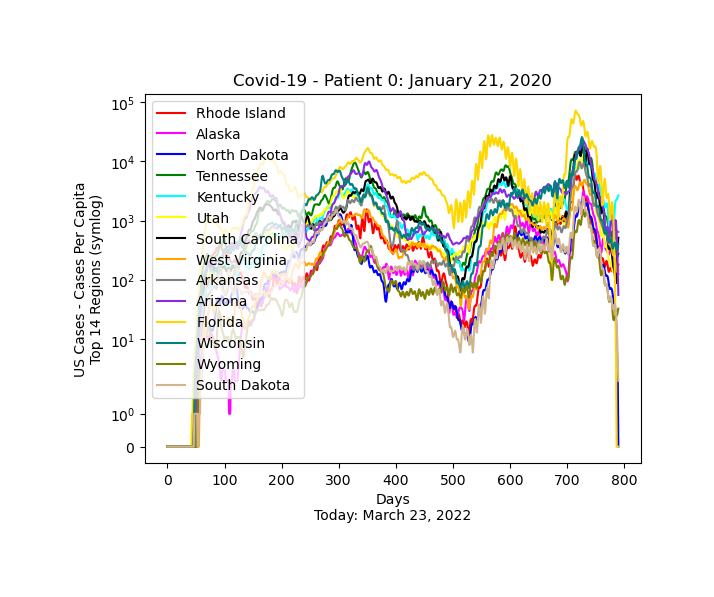 Covid-19 - Patient 0: January 21, 2020
US Cases - Cases Per Capita
Top 14 Regions (symlog)
10^5
10^4
10^3
10^2
10^1
10^0
0
Rhode Island
Alaska
North Dakota
Tennessee
Kentucky
Utah
South Carolina
West Virginia
Arkansas
Arizona
Florida
Wisconsin
Wyoming
South Dakota
0 100 200 300 400 500 600 700 800
Days
Today: March 23, 2022